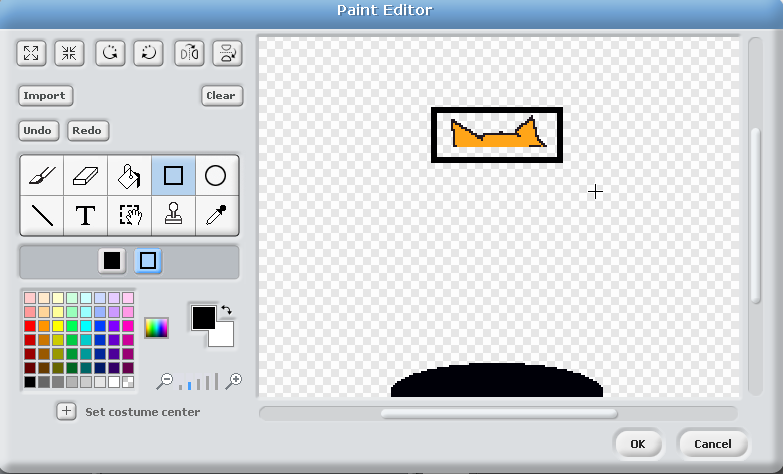 Paint Editor
Import
Clear
Undo
Redo
T
Set costume center
OK
Cancel